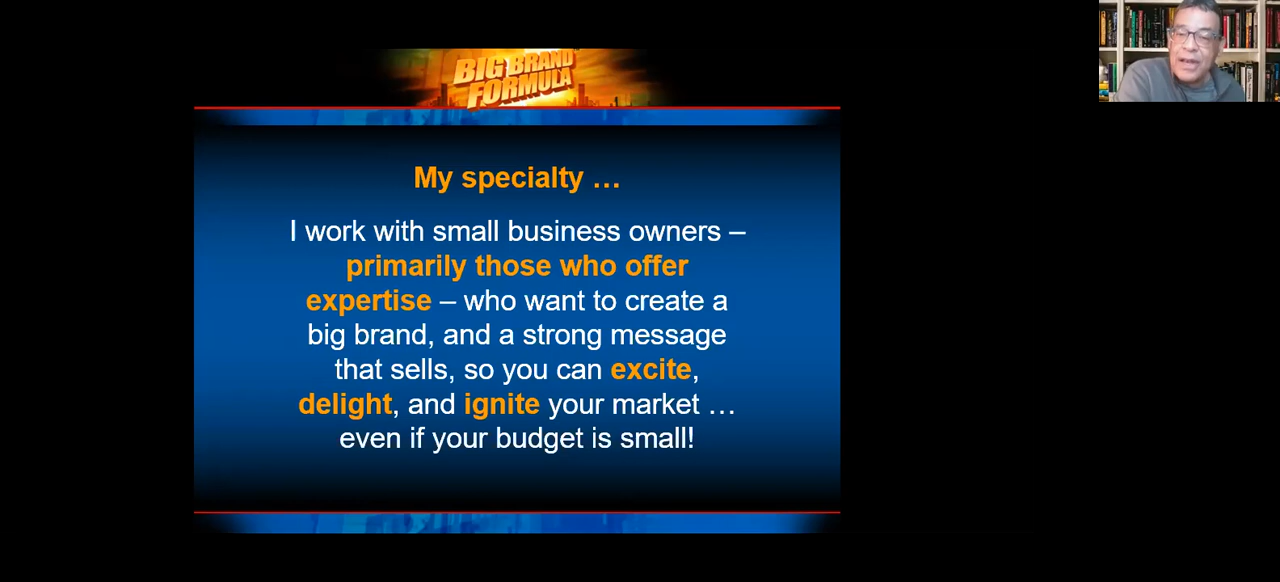 BIG BRAND
FORMULA
My specialty …
I work with small business owners –
primarily those who offer
expertise – who want to create a
big brand, and a strong message
that sells, so you can excite,
delight, and ignite your market …
even if your budget is small!